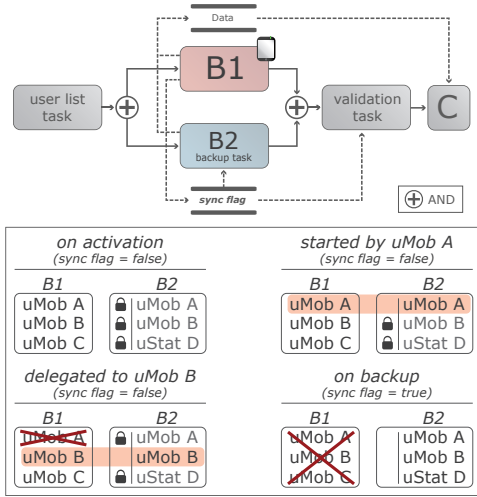 Data
B1
user list
task
validation
task
C
B2
backup task
sync flag
AND
on activation
(sync flag = false)
B1 B2
uMob A uMob A
uMob B uMob B
uMob C uStat D
started by uMob A
(sync flag = false)
B1 B2
uMob A uMob A
uMob B uMob B
uMob C uStat D
delegated to uMob B
(sync flag = false)
B1 B2
uMob A uMob A
uMob B uMob B
uMob C uStat D
on backup
(sync flag = true)
B1 B2
uMob A uMob A
uMob B uMob B
uMob C uStat D